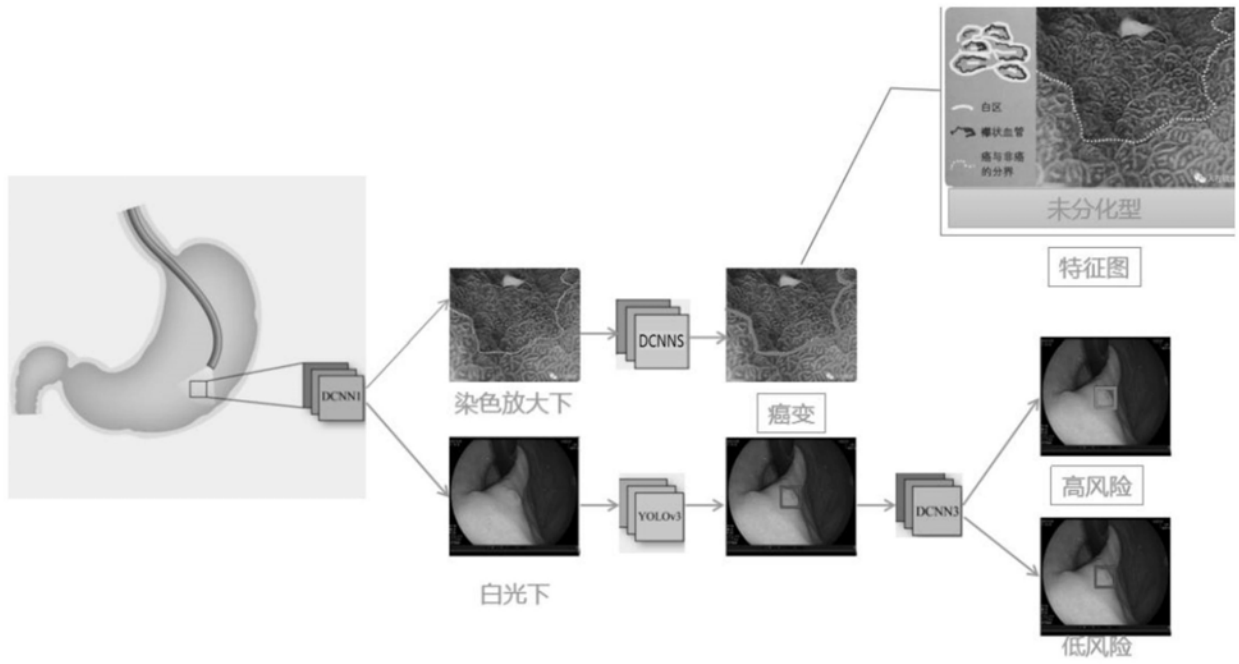 白区
樱状血管
癌与非癌
的分界
未分化型
特征图
DCNN1
DCNNS
染色放大下
癌变
YOLOv3
DCNN3
高风险
白光下
低风险